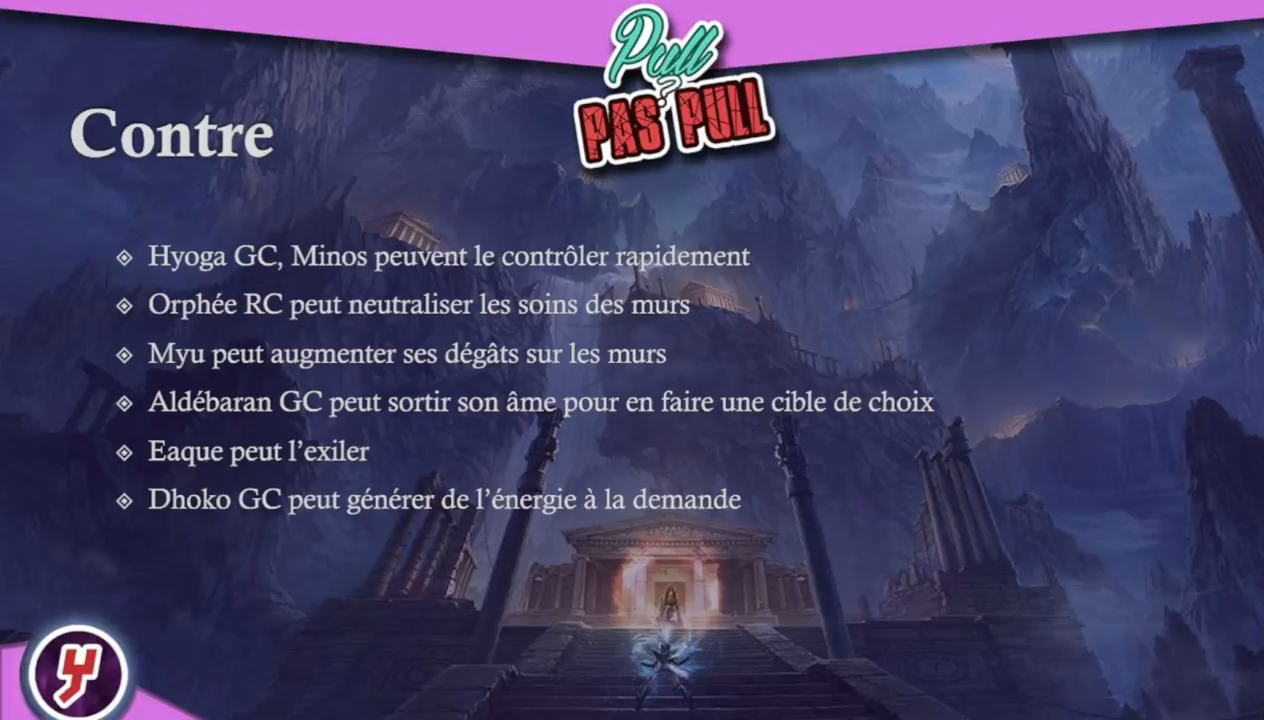 Pull
?
PAS PULL
Contre
Hyoga GC, Minos peuvent le contrôler rapidement
Orphée RC peut neutraliser les soins des murs
Myu peut augmenter ses dégâts sur les murs
Aldébaran GC peut sortir son âme pour en faire une cible de choix
Eaque peut l’exiler
Dhoko GC peut générer de l’énergie à la demande
y